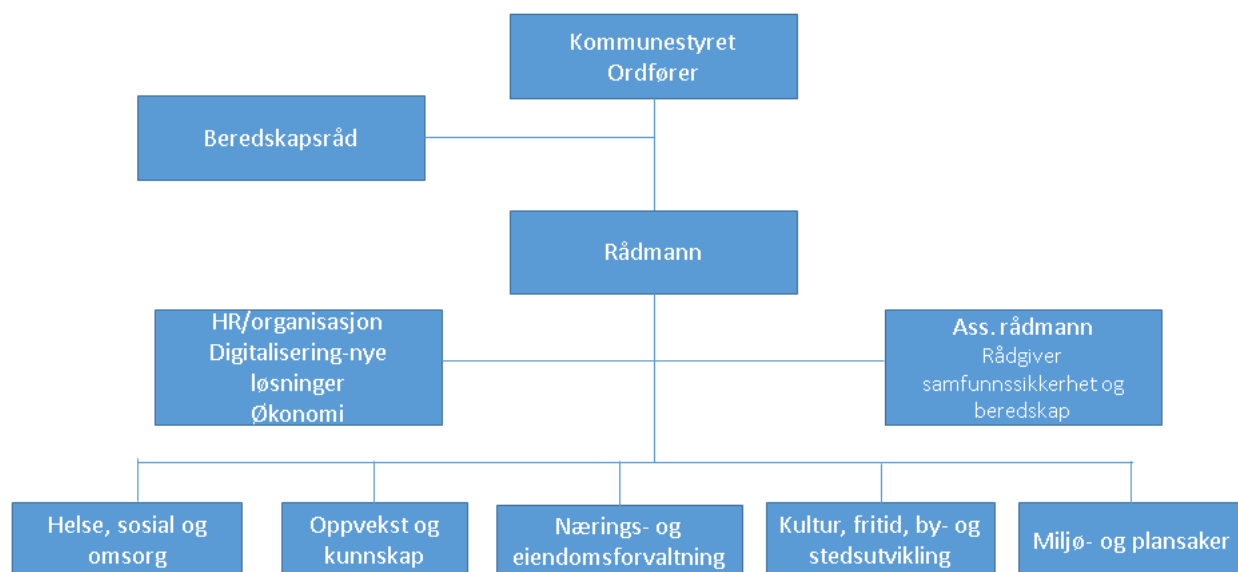 Kommunestyret
Ordfører
Beredskapsråd
Rådmann
HR/organisasjon
Digitalisering-nye
løsninger
Økonomi
Ass. rådmann
Rådgiver
samfunnssikkerhet og
beredskap
Helse, sosial og
omsorg
Oppvekst og
kunnskap
Nærings- og
eiendomsforvaltning
Kultur, fritid, by- og
stedsutvikling
Miljø- og plansaker